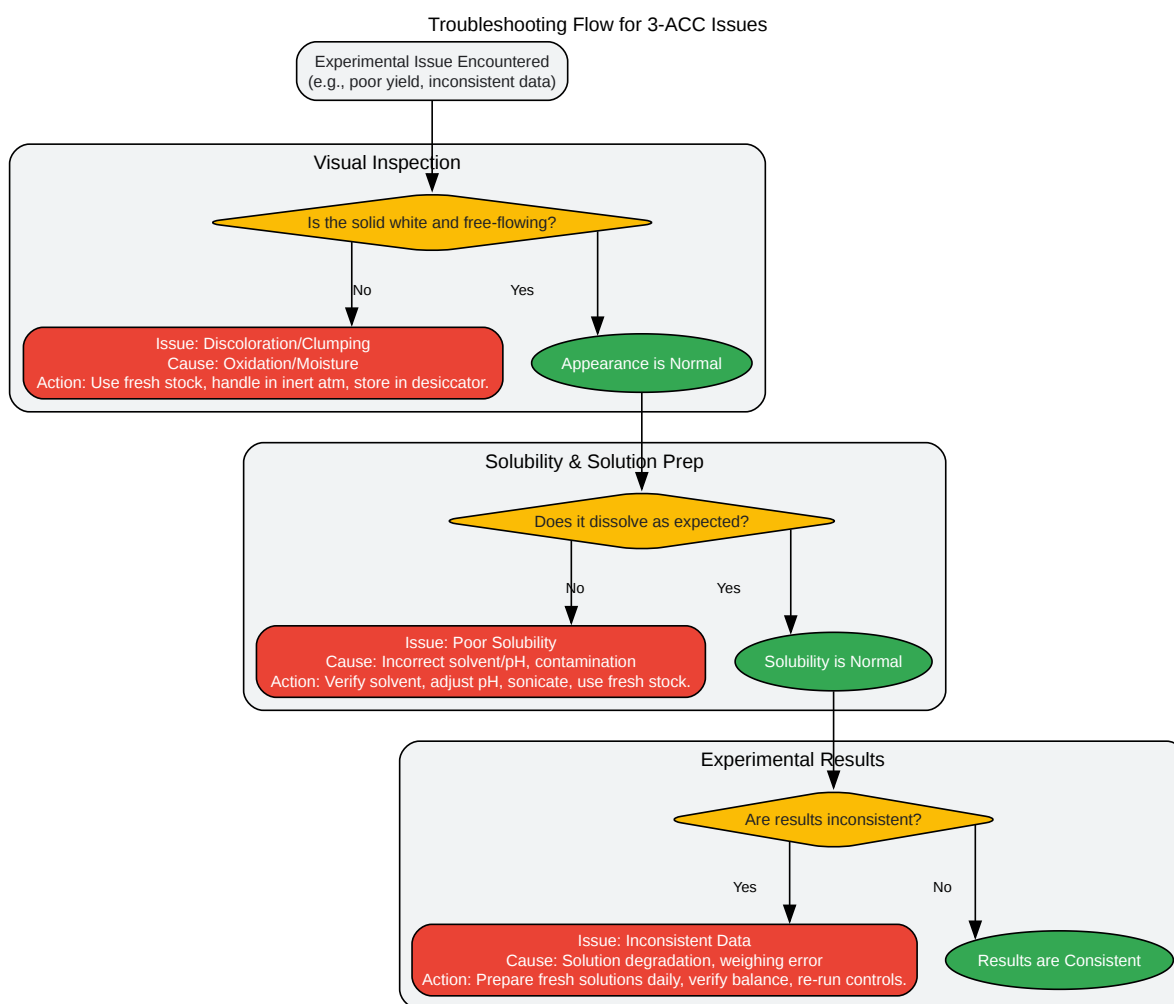 Troubleshooting Flow for 3-ACC Issues
Experimental Issue Encountered
(e.g., poor yield, inconsistent data)
Visual Inspection
Is the solid white and free-flowing?
No
Yes
Issue: Discoloration/Clumping
Cause: Oxidation/Moisture
Action: Use fresh stock, handle in inert atm, store in desiccator.
Appearance is Normal
Solubility & Solution Prep
Does it dissolve as expected?
No
Yes
Issue: Poor Solubility
Cause: Incorrect solvent/pH, contamination
Action: Verify solvent, adjust pH, sonicate, use fresh stock.
Solubility is Normal
Experimental Results
Are results inconsistent?
Yes
No
Issue: Inconsistent Data
Cause: Solution degradation, weighing error
Action: Prepare fresh solutions daily, verify balance, re-run controls.
Results are Consistent